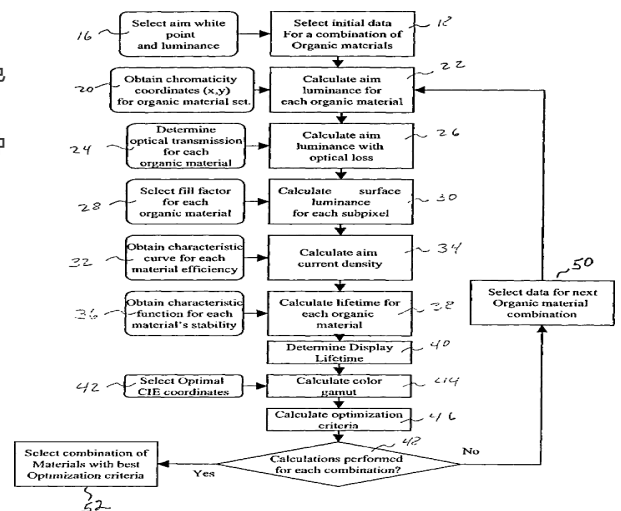 Select aim white
point
and luminance
16
Select initial data
For a combination of
Organic materials
18
Obtain chromaticity
coordinates (x,y)
for organic material set.
20
Calculate aim
luminance for
each organic material
22
Determine
optical transmission
for each
organic material
24
Calculate aim
luminance with
optical loss
26
Select fill factor
for each
organic material
28
Calculate surface
luminance
for each subpixel
30
Obtain characteristic
curve for each
material efficiency
32
Calculate aim
current density
34
Obtain characteristic
function for each
material's stability
36
Calculate lifetime for
each organic
material
38
Determine Display
Lifetime
40
Select Optimal
CIE coordinates
42
Calculate color
gamut
44
Calculate optimization
criteria
46
Calculations performed
for each combination?
48
No
Yes
Select data for next
Organic material
combination
50
Select combination of
Materials with best
Optimization criteria
52